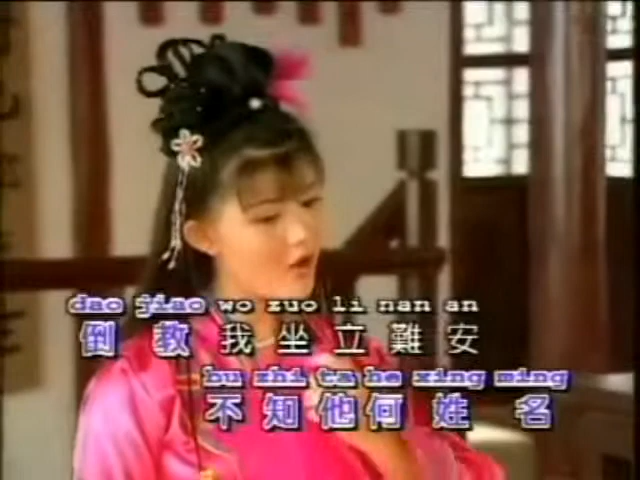 dao jiao wo zuo li nan an
倒教我坐立難安
bu zhi ta he xing ming
不知他何姓名